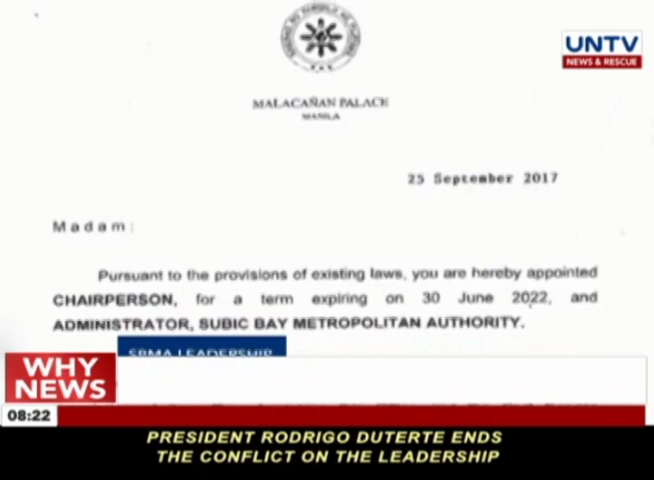 UNTV
NEWS & RESCUE
MALACAÑAN PALACE
MANILA
25 September 2017
Madam:
Pursuant to the provisions of existing laws, you are hereby appointed
CHAIRPERSON, for a term expiring on 30 June 2022, and
ADMINISTRATOR, SUBIC BAY METROPOLITAN AUTHORITY.
SBMA LEADERSHIP
WHY
NEWS
08:22
PRESIDENT RODRIGO DUTERTE ENDS
THE CONFLICT ON THE LEADERSHIP